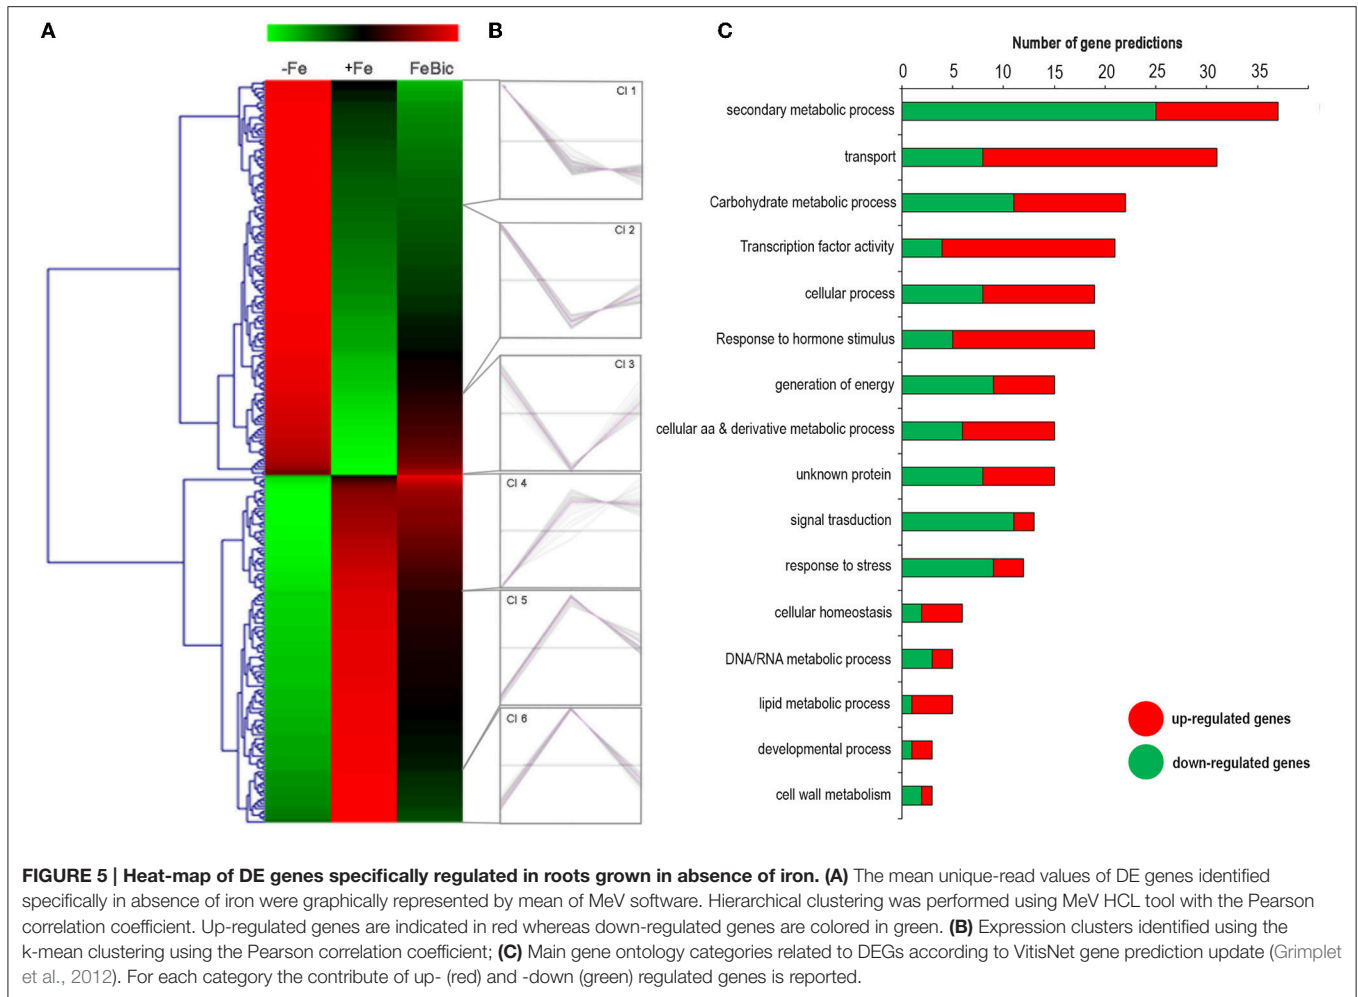 A
B
C
-Fe
+Fe
FeBic
Cl 1
Cl 2
Cl 3
Cl 4
Cl 5
Cl 6
Number of gene predictions
0 5 10 15 20 25 30 35
secondary metabolic process
transport
Carbohydrate metabolic process
Transcription factor activity
cellular process
Response to hormone stimulus
generation of energy
cellular aa & derivative metabolic process
unknown protein
signal trasduction
response to stress
cellular homeostasis
DNA/RNA metabolic process
lipid metabolic process
developmental process
cell wall metabolism
up-regulated genes
down-regulated genes
FIGURE 5 | Heat-map of DE genes specifically regulated in roots grown in absence of iron. (A) The mean unique-read values of DE genes identified
specifically in absence of iron were graphically represented by mean of MeV software. Hierarchical clustering was performed using MeV HCL tool with the Pearson
correlation coefficient. Up-regulated genes are indicated in red whereas down-regulated genes are colored in green. (B) Expression clusters identified using the
k-mean clustering using the Pearson correlation coefficient; (C) Main gene ontology categories related to DEGs according to VitisNet gene prediction update (Grimplet
et al., 2012). For each category the contribute of up- (red) and -down (green) regulated genes is reported.